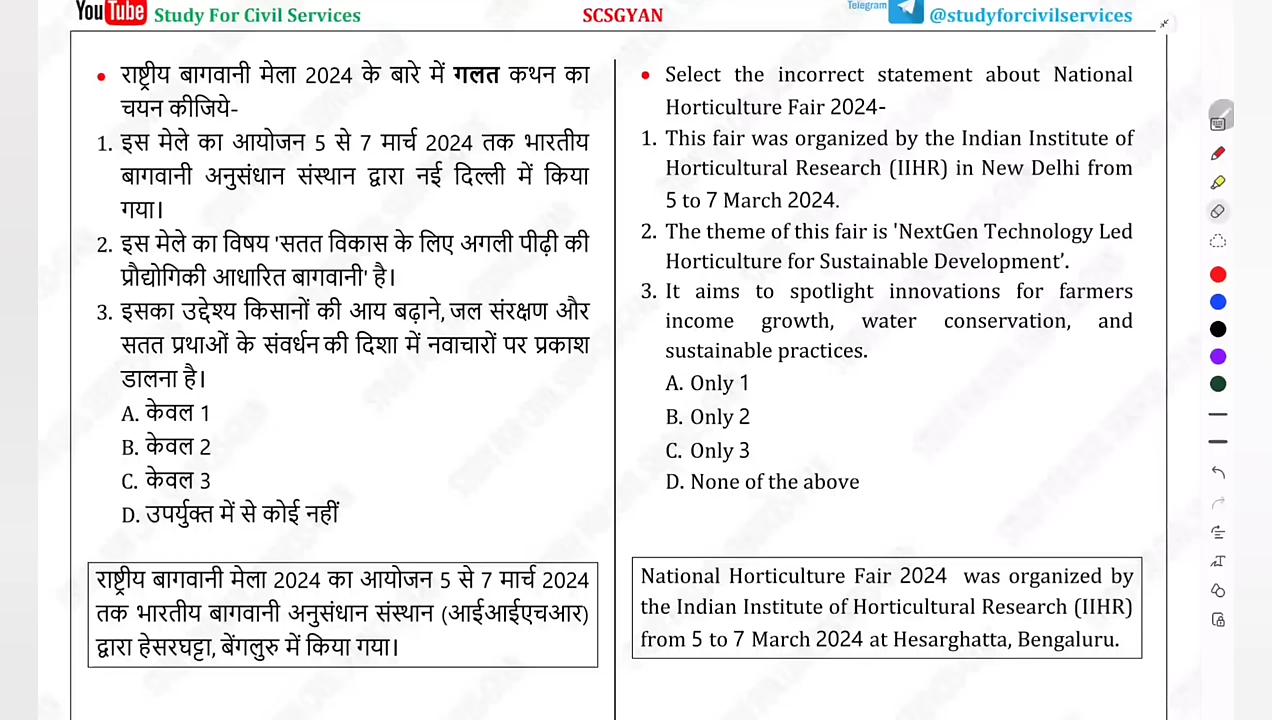 YouTube Study For Civil Services
SCSGYAN
Telegram @studyforcivilservices
• राष्ट्रीय बागवानी मेला 2024 के बारे में गलत कथन का
चयन कीजिये-
1. इस मेले का आयोजन 5 से 7 मार्च 2024 तक भारतीय
बागवानी अनुसंधान संस्थान द्वारा नई दिल्ली में किया
गया।
2. इस मेले का विषय 'सतत विकास के लिए अगली पीढ़ी की
प्रौद्योगिकी आधारित बागवानी' है।
3. इसका उद्देश्य किसानों की आय बढ़ाने, जल संरक्षण और
सतत प्रथाओं के संवर्धन की दिशा में नवाचारों पर प्रकाश
डालना है।
A. केवल 1
B. केवल 2
C. केवल 3
D. उपर्युक्त में से कोई नहीं
राष्ट्रीय बागवानी मेला 2024 का आयोजन 5 से 7 मार्च 2024
तक भारतीय बागवानी अनुसंधान संस्थान (आईआईएचआर)
द्वारा हेसरघट्टा, बेंगलुरु में किया गया।
• Select the incorrect statement about National
Horticulture Fair 2024-
1. This fair was organized by the Indian Institute of
Horticultural Research (IIHR) in New Delhi from
5 to 7 March 2024.
2. The theme of this fair is 'NextGen Technology Led
Horticulture for Sustainable Development’.
3. It aims to spotlight innovations for farmers
income growth, water conservation, and
sustainable practices.
A. Only 1
B. Only 2
C. Only 3
D. None of the above
National Horticulture Fair 2024 was organized by
the Indian Institute of Horticultural Research (IIHR)
from 5 to 7 March 2024 at Hesarghatta, Bengaluru.